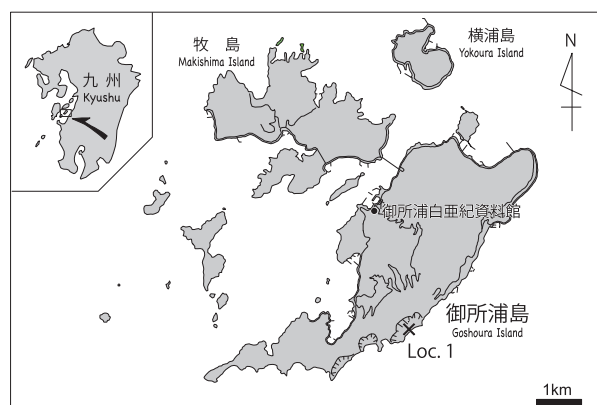 九州
Kyushu
牧島
Makishima Island
横浦島
Yokoura Island
N
御所浦白亜紀資料館
御所浦島
Goshoura Island
Loc. 1
1km